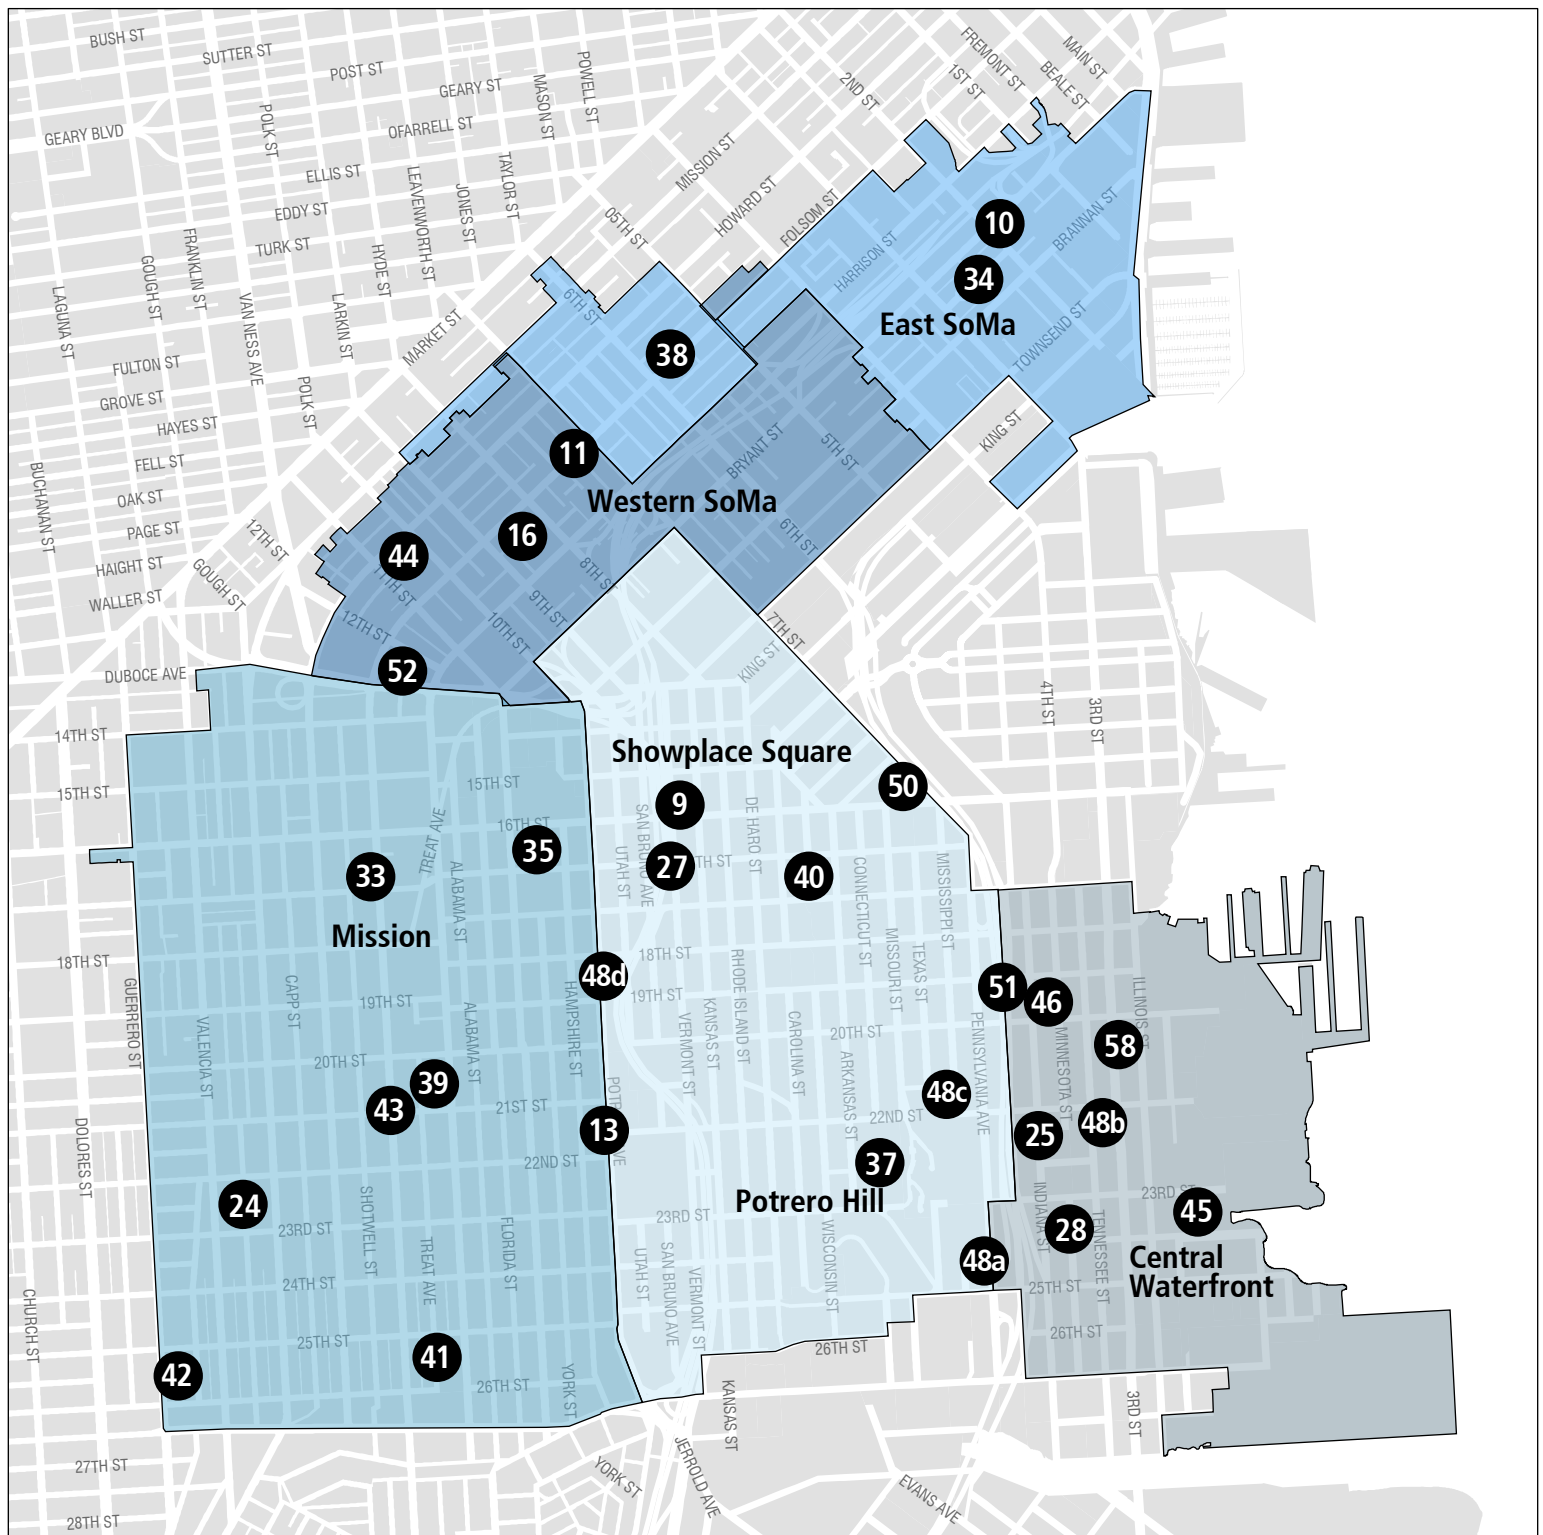 BUSH ST
SUTTER ST
POST ST
GEARY ST
POWELL ST
MASON ST
2ND ST
FREMONT ST
1ST ST
MAIN ST
BEALE ST
GEARY BLVD
POLK ST
OFARRELL ST
ELLIS ST
LEAVENWORTH ST
JONES ST
TAYLOR ST
MISSION ST
HOWARD ST
FOLSOM ST
EDDY ST
TURK ST
FRANKLIN ST
GOUGH ST
HYDE ST
05TH ST
HARRISON ST
BRANNAN ST
10
34
East SoMa
TOWNSEND ST
LAGUNA ST
VAN NESS AVE
LARKIN ST
MARKET ST
6TH ST
38
FULTON ST
GROVE ST
POLK ST
HAYES ST
FELL ST
OAK ST
PAGE ST
HAIGHT ST
WALLER ST
BUCHANAN ST
12TH ST
GOUGH ST
11
BRYANT ST
5TH ST
KING ST
Western SoMa
16
44
11TH ST
6TH ST
8TH ST
9TH ST
10TH ST
12TH ST
7TH ST
KING ST
52
DUBOCE AVE
4TH ST
3RD ST
14TH ST
15TH ST
15TH ST
Showplace Square
50
9
16TH ST
35
TREAT AVE
33
ALABAMA ST
SAN BRUNO AVE
UTAH ST
27
TH ST
DE HARO ST
40
CONNECTICUT ST
MISSISSIPPI ST
Mission
18TH ST
18TH ST
48d
19TH ST
19TH ST
GUERRERO ST
CAPP ST
VALENCIA ST
ALABAMA ST
HAMPSHIRE ST
RHODE ISLAND ST
KANSAS ST
VERMONT ST
CAROLINA ST
MISSOURI ST
TEXAS ST
20TH ST
ARKANSAS ST
PENNSYLVANIA AVE
51
46
ILLINOIS ST
58
MINNESOTA ST
20TH ST
39
43
21ST ST
13
48c
22ND ST
48b
25
DOLORES ST
22ND ST
37
24
Potrero Hill
23RD ST
23RD ST
23RD ST
SHOTWELL ST
TREAT AVE
FLORIDA ST
WISCONSIN ST
INDIANA ST
28
TENNESSEE ST
45
Central
Waterfront
48a
24TH ST
25TH ST
UTAH ST
SAN BRUNO AVE
VERMONT ST
CHURCH ST
25TH ST
41
42
26TH ST
26TH ST
26TH ST
YORK ST
KANSAS ST
3RD ST
27TH ST
28TH ST
YORK ST
JERROLD AVE
EVANS AVE